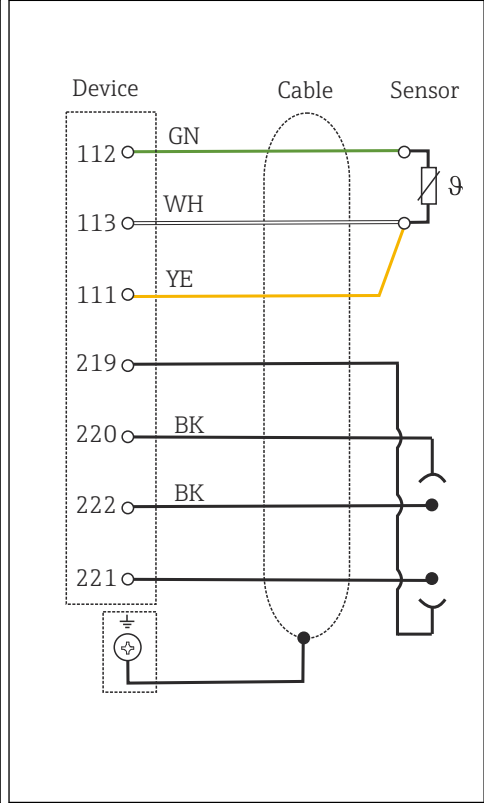 Device Cable Sensor
GN
112
WH
113
ϑ
YE
111
219
BK
220
BK
222
221